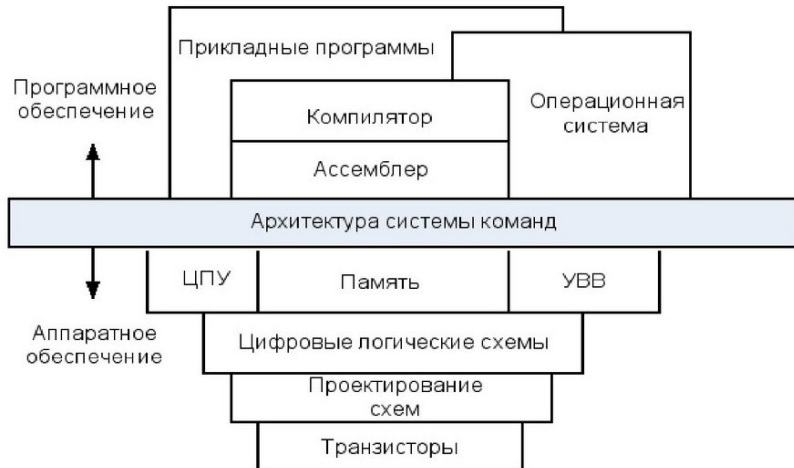 Прикладные программы
Программное
обеспечение
Операционная
система
Компилятор
Ассемблер
Архитектура системы команд
ЦПУ
Память
УВВ
Аппаратное
обеспечение
Цифровые логические схемы
Проектирование
схем
Транзисторы